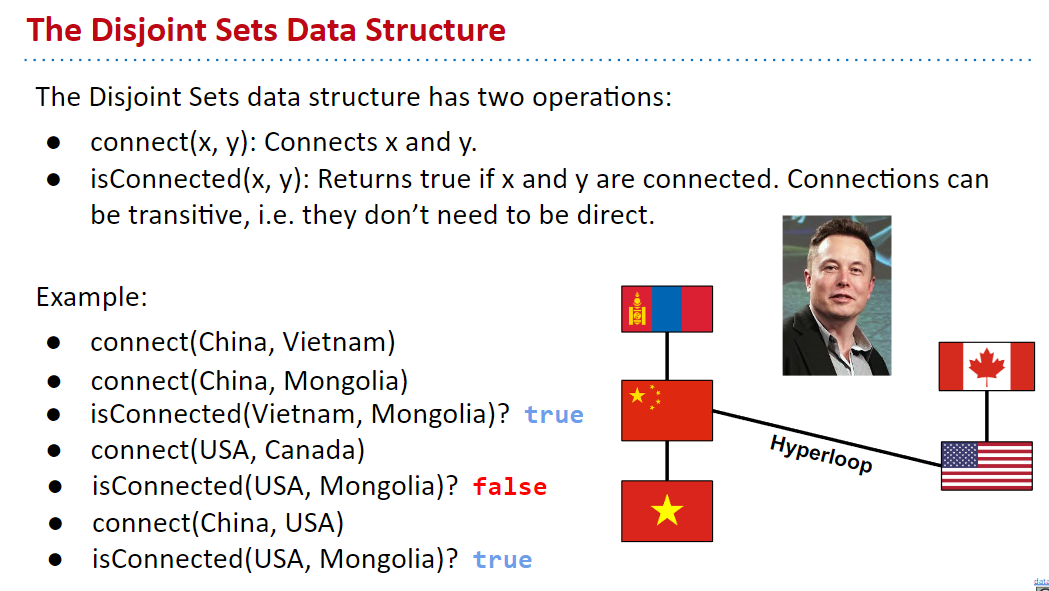 The Disjoint Sets Data Structure
The Disjoint Sets data structure has two operations:
● connect(x, y): Connects x and y.
● isConnected(x, y): Returns true if x and y are connected. Connections can
be transitive, i.e. they don’t need to be direct.
Example:
● connect(China, Vietnam)
● connect(China, Mongolia)
● isConnected(Vietnam, Mongolia)? true
● connect(USA, Canada)
● isConnected(USA, Mongolia)? false
● connect(China, USA)
● isConnected(USA, Mongolia)? true
Hyperloop